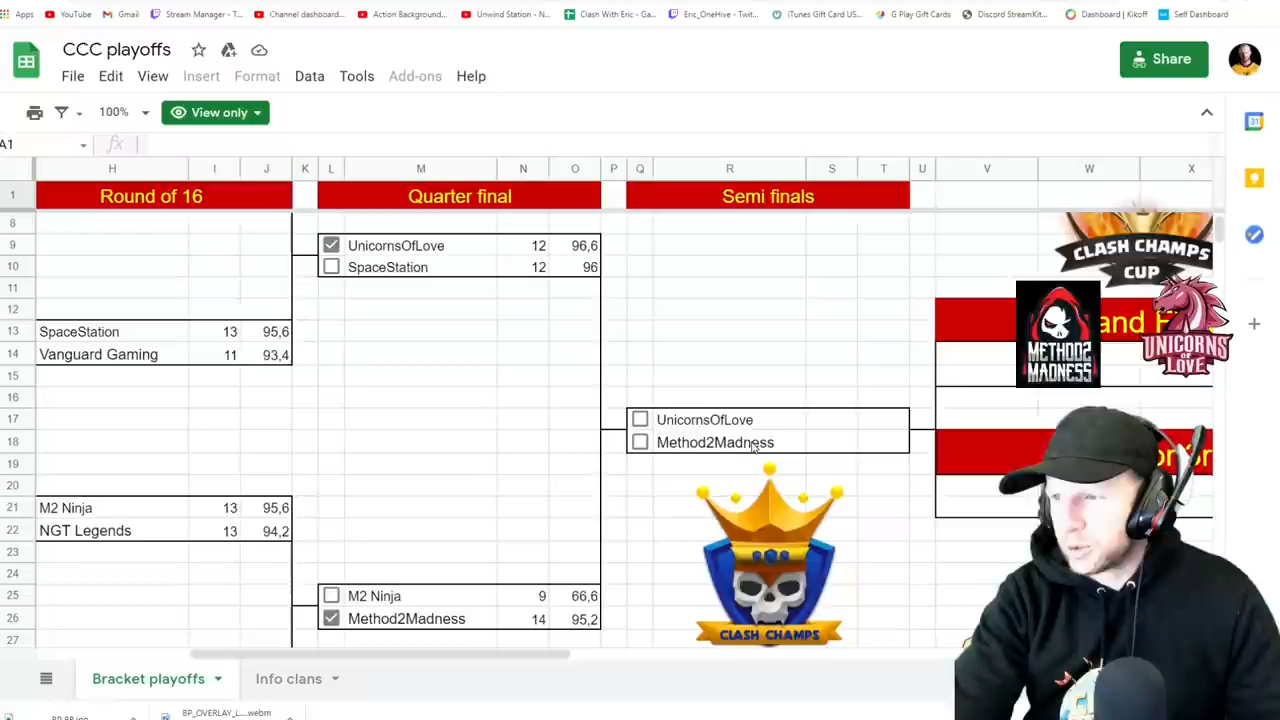 Apps YouTube Gmail Stream Manager - T... Channel dashboard... Action Background... Unwind Station - N... Clash With Eric - Ga... Eric_OneHive - Twit... iTunes Gift Card US... G Play Gift Cards Discord StreamKit... Dashboard | Kikoff Self Dashboard
CCC playoffs
File Edit View Insert Format Data Tools Add-ons Help
Share
100% View only
A1 fx
H I J K L M N O P Q R S T U V W X
1 Round of 16 Quarter final Semi finals
8
9 UnicornsOfLove 12 96,6
10 SpaceStation 12 96
11
12
13 SpaceStation 13 95,6
14 Vanguard Gaming 11 93,4
15
16
17 UnicornsOfLove
18 Method2Madness
19
20
21 M2 Ninja 13 95,6
22 NGT Legends 13 94,2
23
24
25 M2 Ninja 9 66,6
26 Method2Madness 14 95,2
27
CLASH CHAMPS
CUP
METHOD2
MADNESS
UNICORNS
OF
LOVE
CLASH CHAMPS
Bracket playoffs Info clans
BP_OVERLAY_L....webm